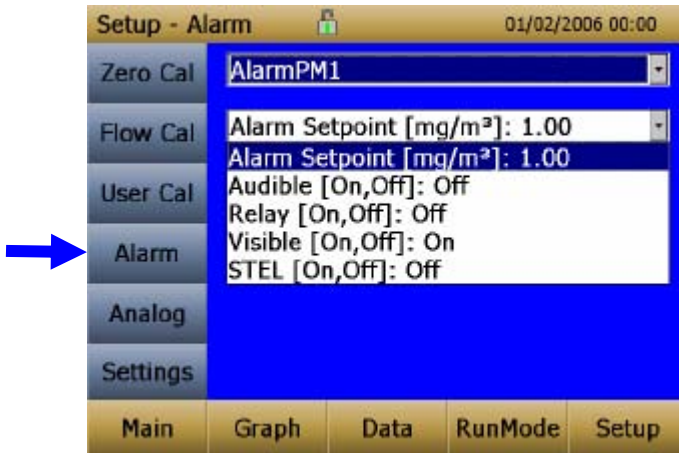 Setup - Alarm 01/02/2006 00:00
Zero Cal
AlarmPM1
Flow Cal
Alarm Setpoint [mg/m³]: 1.00
Alarm Setpoint [mg/m³]: 1.00
User Cal
Audible [On,Off]: Off
Relay [On,Off]: Off
Alarm
Visible [On,Off]: On
STEL [On,Off]: Off
Analog
Settings
Main Graph Data RunMode Setup